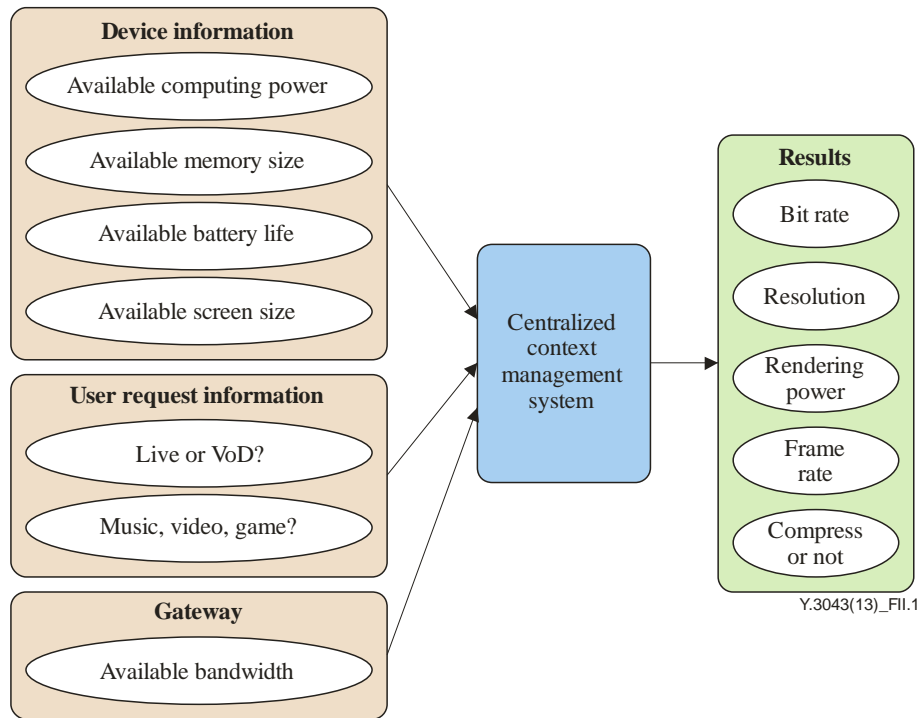 Device information
Available computing power
Available memory size
Available battery life
Available screen size
User request information
Live or VoD?
Music, video, game?
Gateway
Available bandwidth
Centralized
context
management
system
Results
Bit rate
Resolution
Rendering
power
Frame
rate
Compress
or not
Y.3043(13)_FII.1